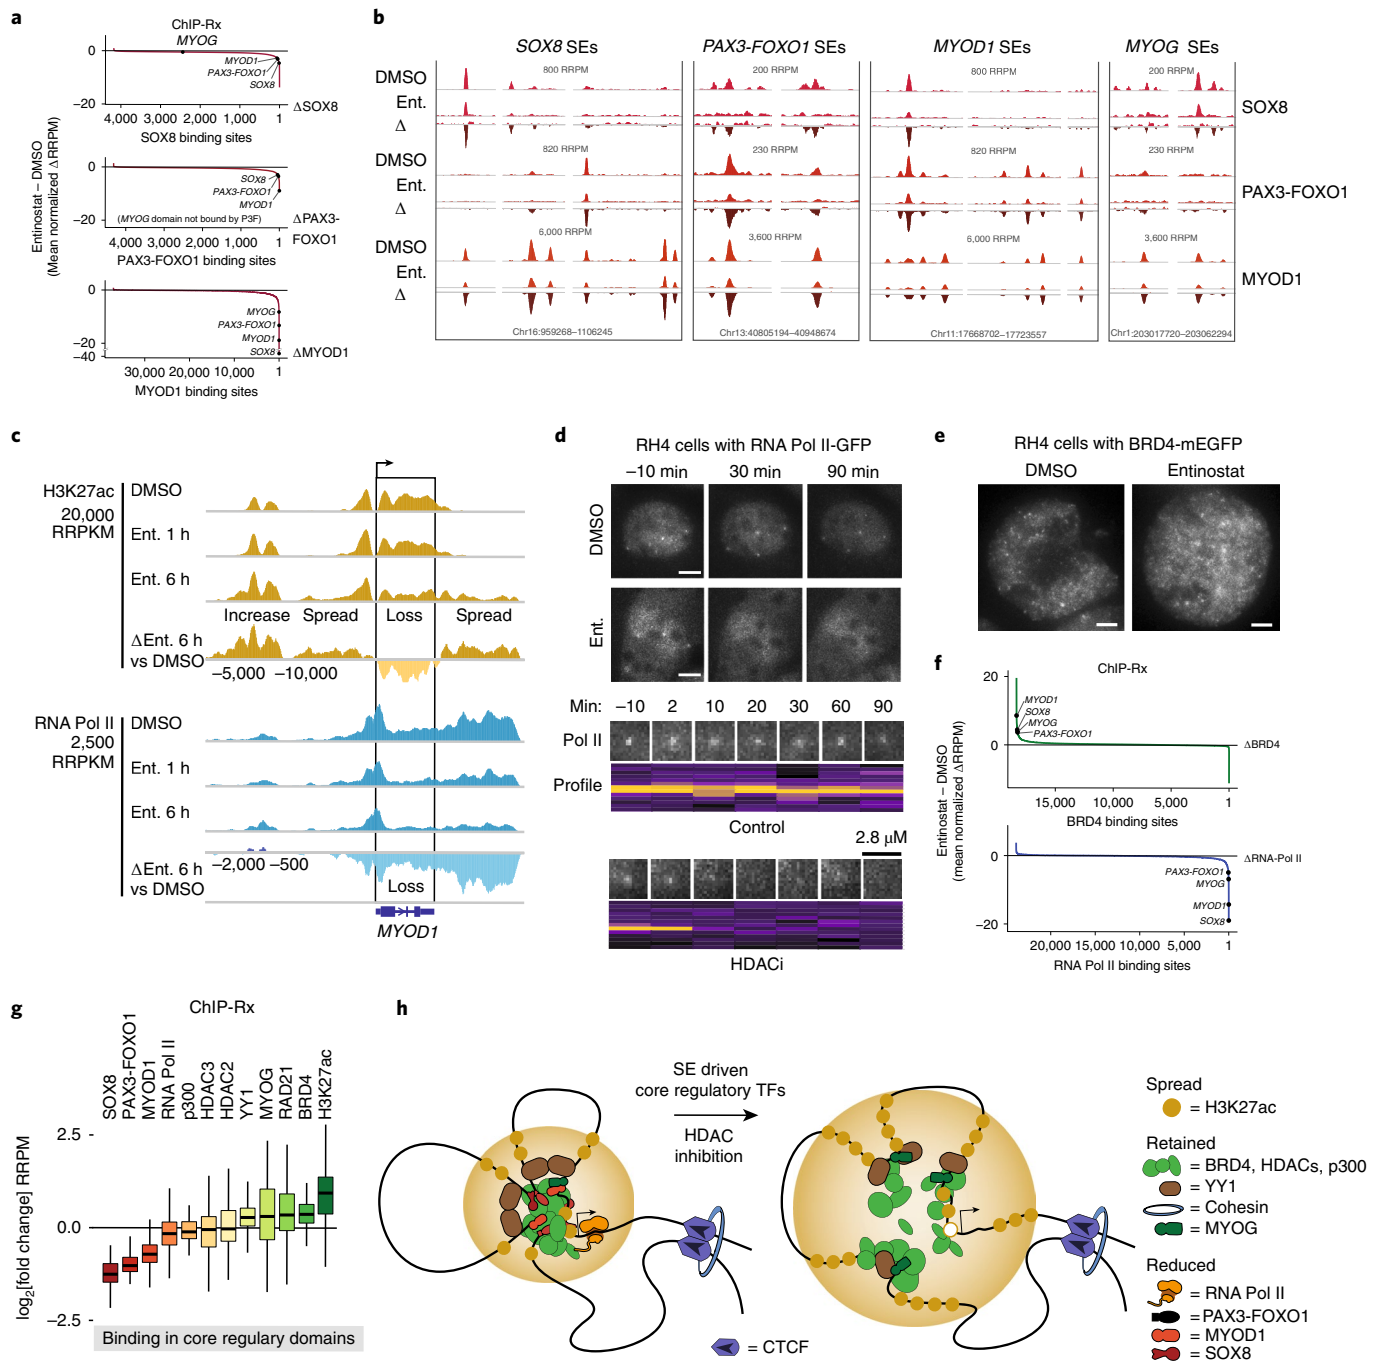 a
ChIP-Rx
MYOG
0
MYOD1
PAX3-FOXO1
SOX8
–20
ΔSOX8
4,000 3,000 2,000 1,000 1
SOX8 binding sites
0
SOX8
PAX3-FOXO1
MYOD1
(MYOG domain not bound by P3F)
–20
ΔPAX3-
FOXO1
4,000 3,000 2,000 1,000 1
PAX3-FOXO1 binding sites
0
MYOG
PAX3-FOXO1
MYOD1
SOX8
–20
–40
ΔMYOD1
30,000 20,000 10,000 1
MYOD1 binding sites
Entinostat – DMSO
(Mean normalized ΔRRPM)
b
SOX8 SEs PAX3-FOXO1 SEs MYOD1 SEs MYOG SEs
DMSO 800 RRPM 200 RRPM 800 RRPM 200 RRPM
Ent. SOX8
Δ
DMSO 820 RRPM 230 RRPM 820 RRPM 230 RRPM
Ent. PAX3-FOXO1
Δ
6,000 RRPM 3,600 RRPM 6,000 RRPM 3,600 RRPM
DMSO
Ent. MYOD1
Δ
Chr16:959268–1106245 Chr13:40805194–40948674 Chr11:17668702–17723557 Chr1:203017720–203062294
c
H3K27ac
20,000
RRPKM
DMSO
Ent. 1 h
Ent. 6 h
Increase Spread Loss Spread
ΔEnt. 6 h
vs DMSO
–5,000 –10,000
RNA Pol II
2,500
RRPKM
DMSO
Ent. 1 h
Ent. 6 h
ΔEnt. 6 h
vs DMSO
–2,000 –500
Loss
MYOD1
d
RH4 cells with RNA Pol II-GFP
–10 min 30 min 90 min
DMSO
Ent.
Min: –10 2 10 20 30 60 90
Pol II
Profile
Control
2.8 μM
HDACi
e
RH4 cells with BRD4-mEGFP
DMSO Entinostat
f
ChIP-Rx
20
MYOD1
SOX8
MYOG
PAX3-FOXO1
0
ΔBRD4
15,000 10,000 5,000 1
BRD4 binding sites
0
ΔRNA-Pol II
PAX3-FOXO1
MYOG
MYOD1
SOX8
–20
20,000 15,000 10,000 5,000 1
RNA Pol II binding sites
Entinostat – DMSO
(mean normalized ΔRRPM)
g
ChIP-Rx
SOX8
PAX3-FOXO1
MYOD1
RNA Pol II
p300
HDAC3
HDAC2
YY1
MYOG
RAD21
BRD4
H3K27ac
2.5
0.0
–2.5
log2[fold change] RRPM
Binding in core regulary domains
h
SE driven
core regulatory TFs
HDAC
inhibition
= CTCF
Spread
= H3K27ac
Retained
= BRD4, HDACs, p300
= YY1
= Cohesin
= MYOG
Reduced
= RNA Pol II
= PAX3-FOXO1
= MYOD1
= SOX8